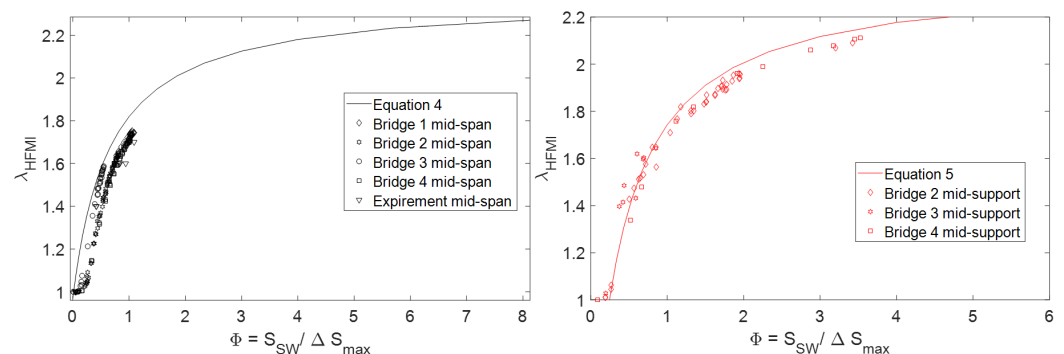 2.2
2
1.8
1.6
1.4
1.2
1
λHFMI
0 1 2 3 4 5 6 7 8
Φ = SSW/ Δ Smax
Equation 4
Bridge 1 mid-span
Bridge 2 mid-span
Bridge 3 mid-span
Bridge 4 mid-span
Expirement mid-span
2.2
2
1.8
1.6
1.4
1.2
1
λHFMI
0 1 2 3 4 5 6
Φ = SSW/ Δ Smax
Equation 5
Bridge 2 mid-support
Bridge 3 mid-support
Bridge 4 mid-support